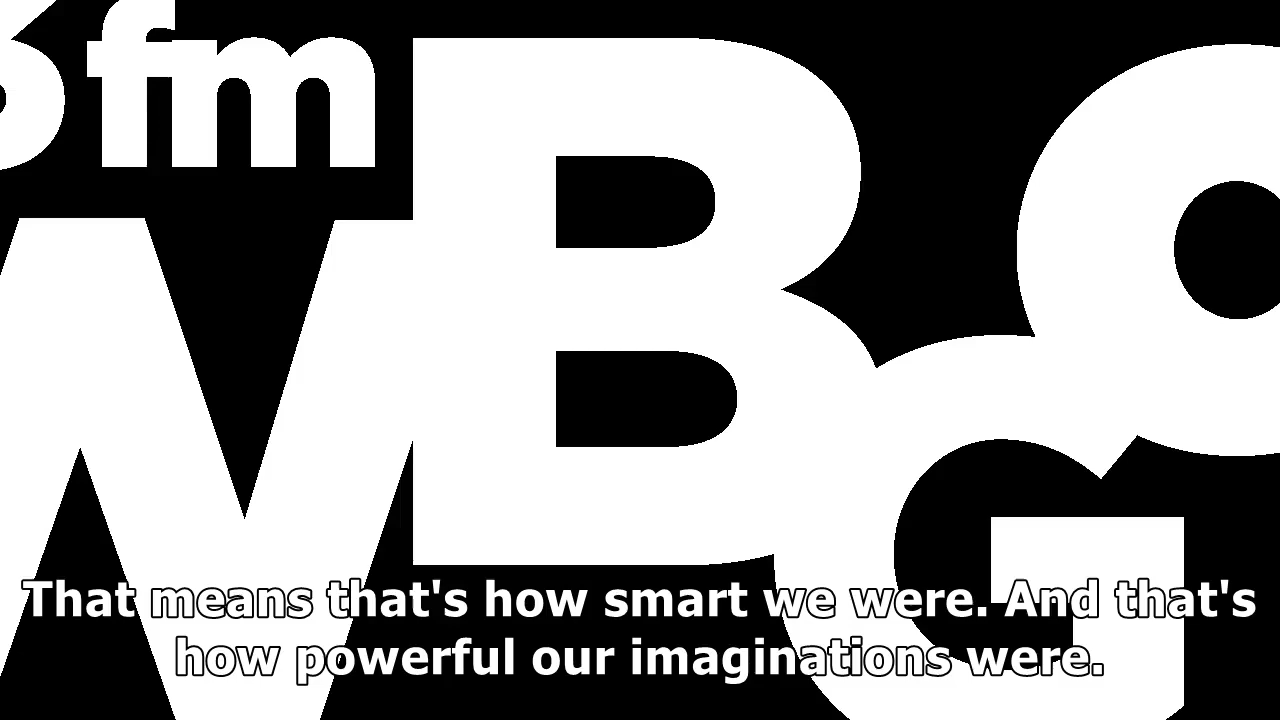 fm
WBG
That means that's how smart we were. And that's
how powerful our imaginations were.